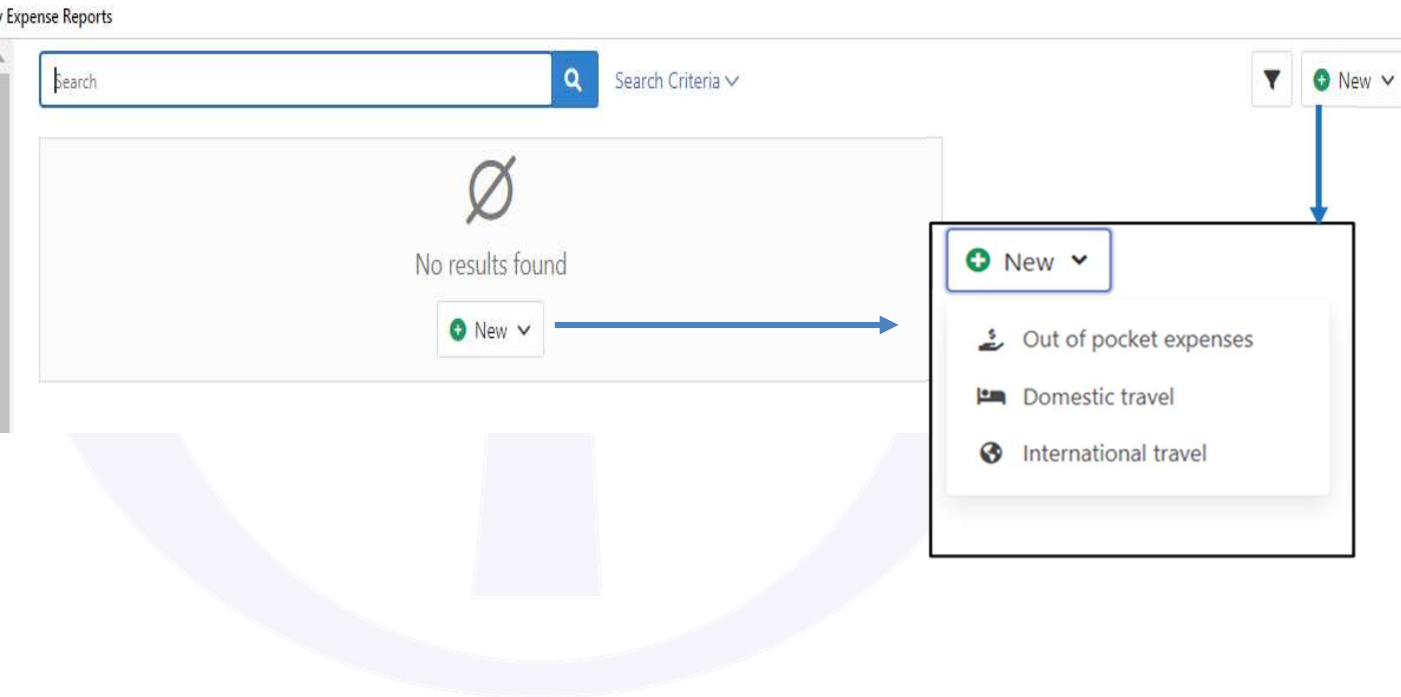 Expense Reports
Search
Search Criteria
New
No results found
New
New
Out of pocket expenses
Domestic travel
International travel